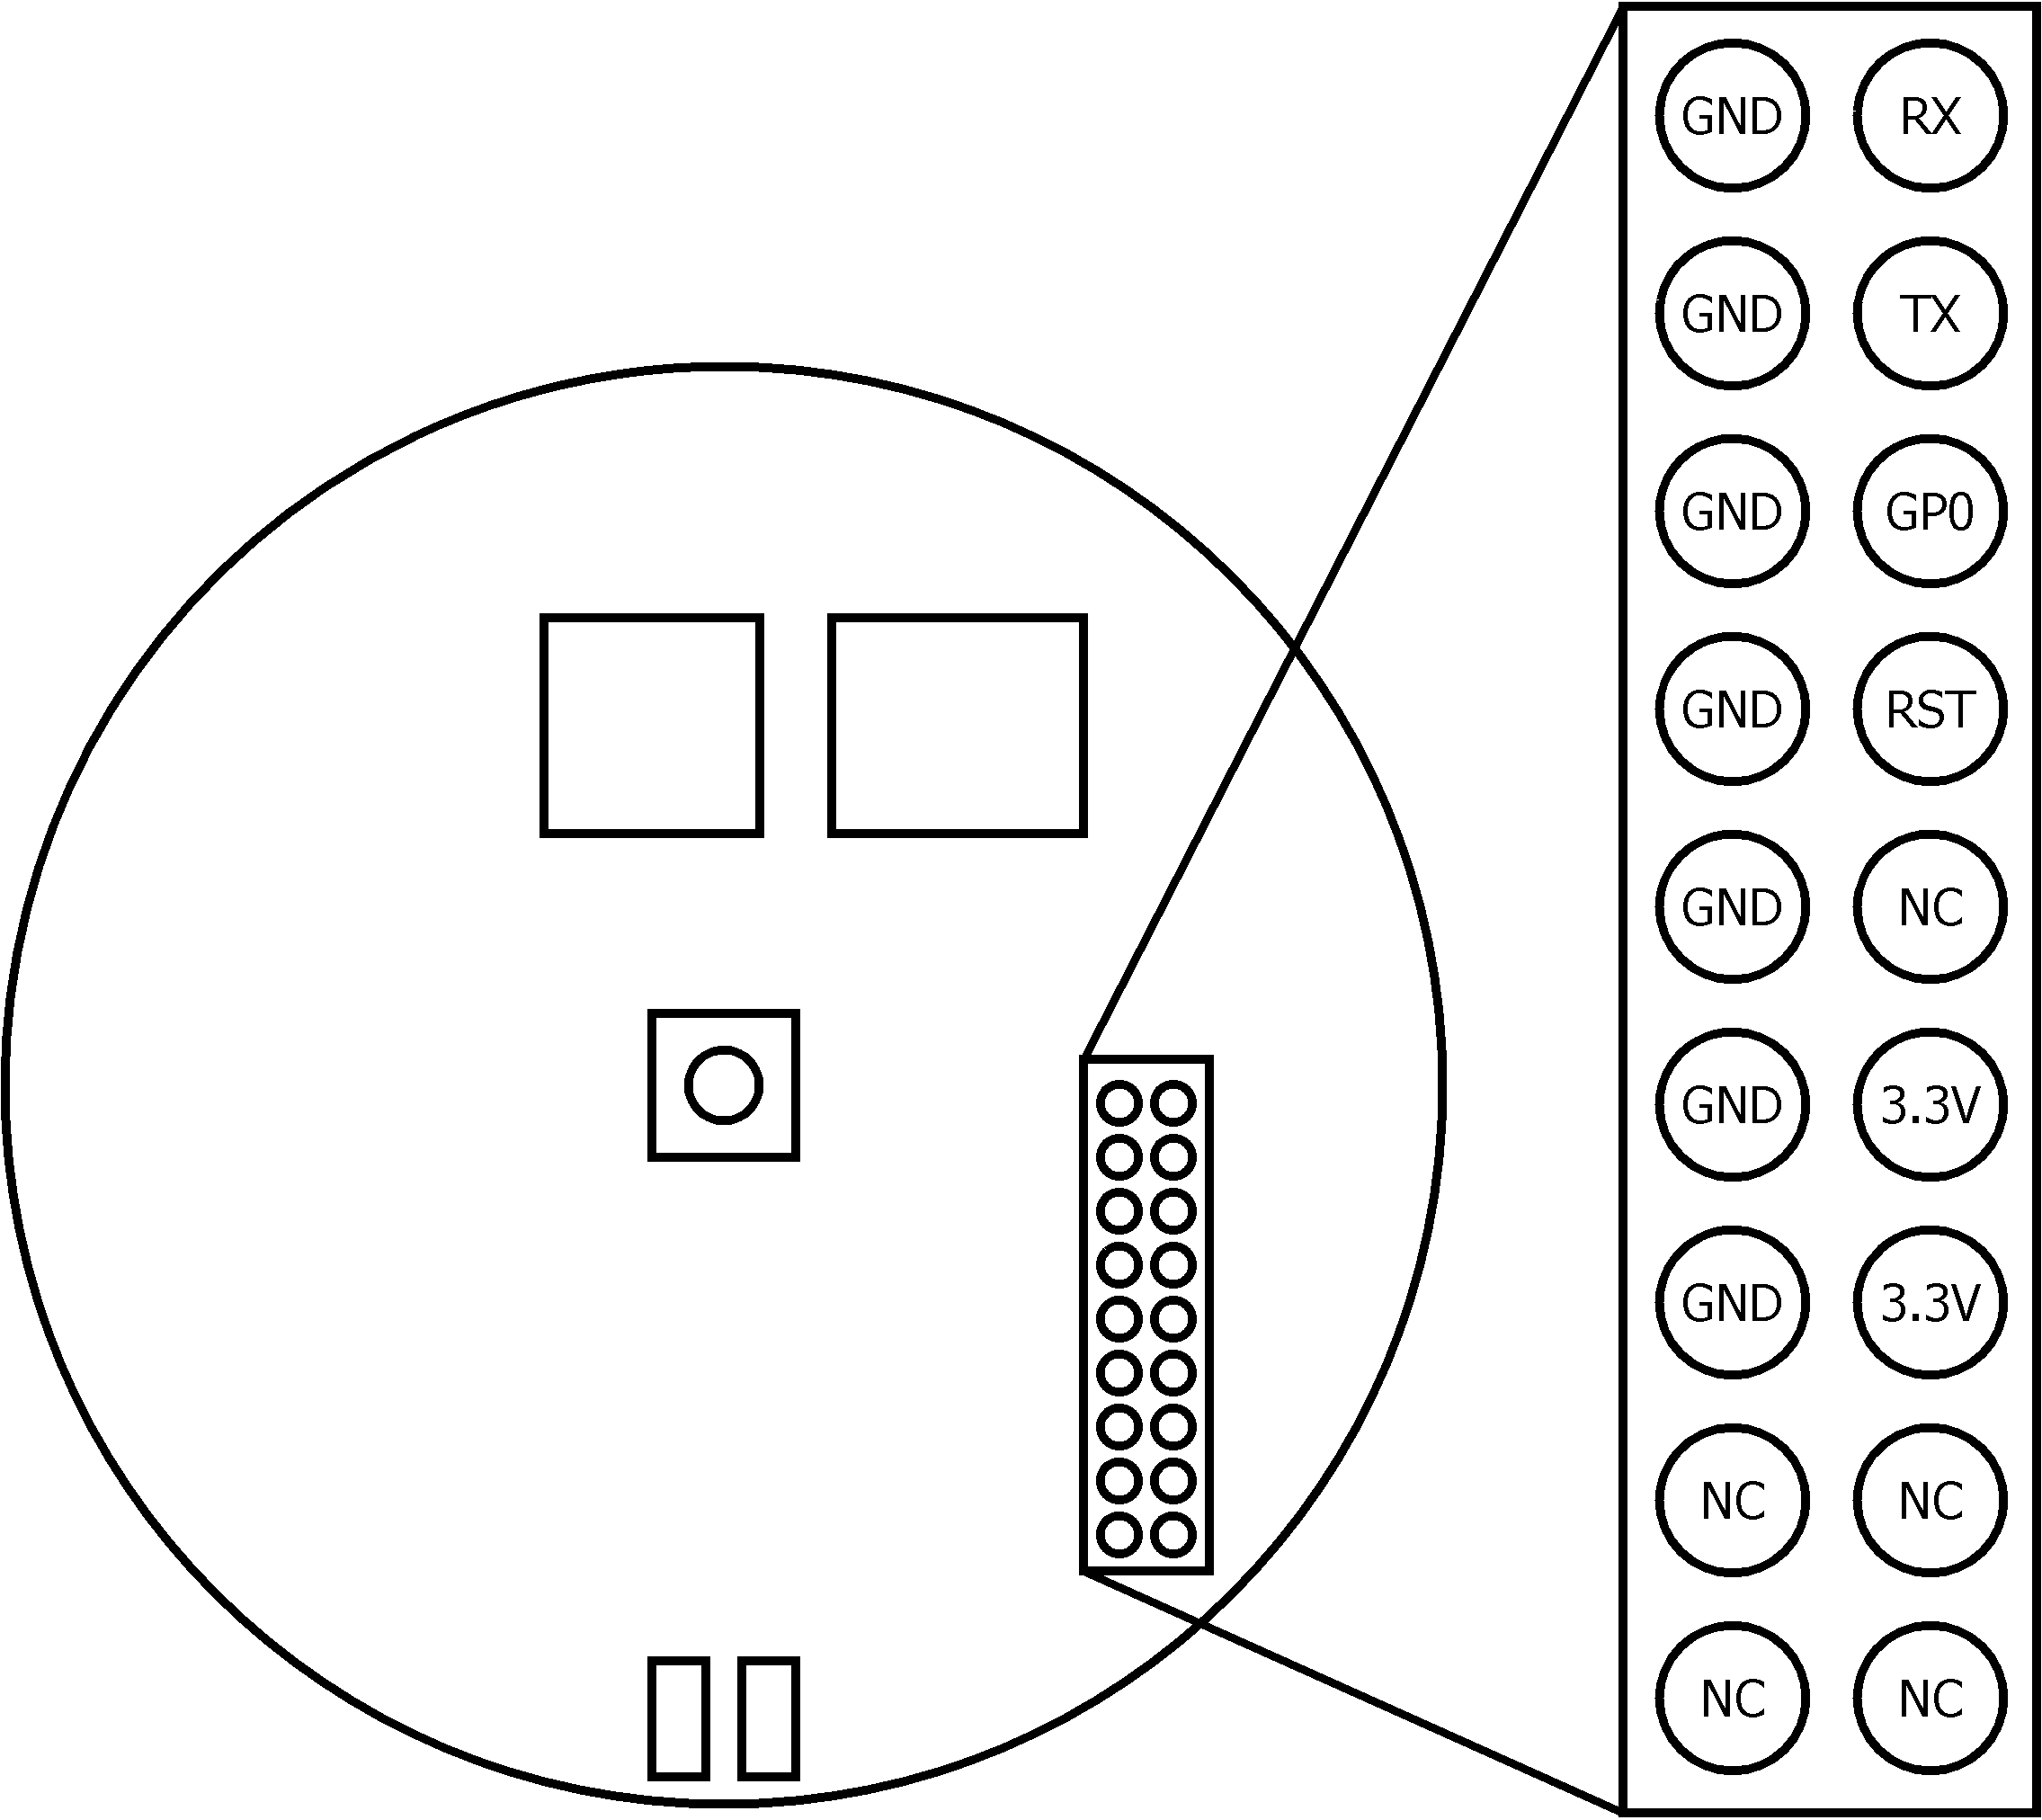 GND RX
GND TX
GND GP0
GND RST
GND NC
GND 3.3V
GND 3.3V
NC NC
NC NC